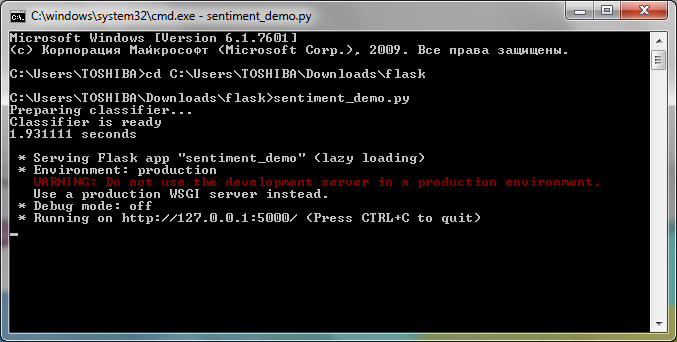 C:\windows\system32\cmd.exe - sentiment_demo.py
Microsoft Windows [Version 6.1.7601]
(c) Корпорация Майкрософт (Microsoft Corp.), 2009. Все права защищены.
C:\Users\TOSHIBA>cd C:\Users\TOSHIBA\Downloads\flask
C:\Users\TOSHIBA\Downloads\flask>sentiment_demo.py
Preparing classifier...
Classifier is ready
1.931111 seconds
* Serving Flask app "sentiment_demo" (lazy loading)
* Environment: production
WARNING: Do not use the development server in a production environment.
Use a production WSGI server instead.
* Debug mode: off
* Running on http://127.0.0.1:5000/ (Press CTRL+C to quit)